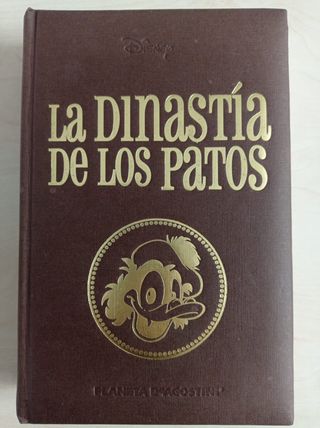 Disney
La Dinastía
de los patos
PLANETA DeAGOSTINI